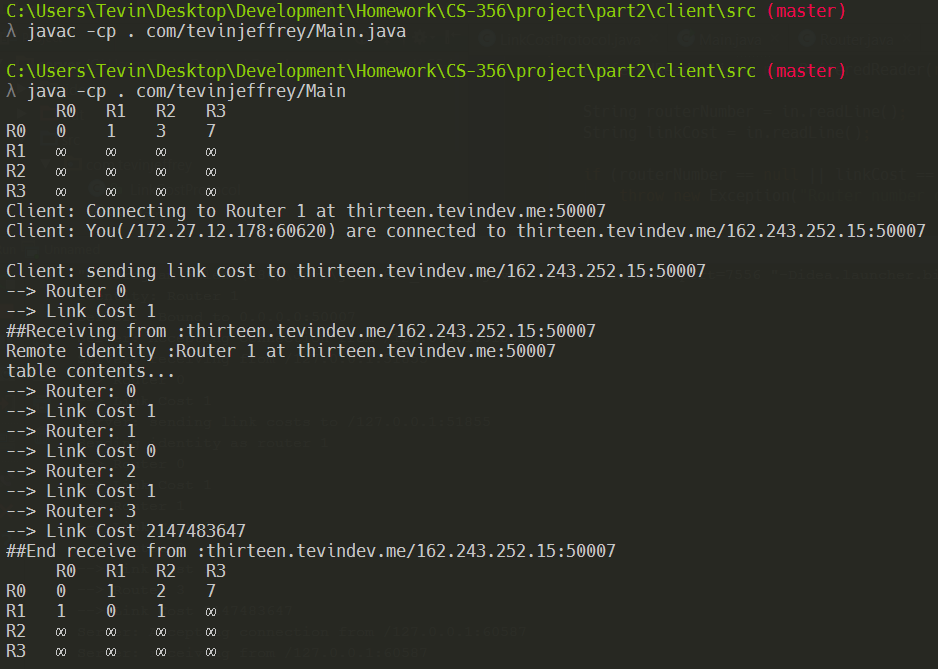 C:\Users\Tevin\Desktop\Development\Homework\CS-356\project\part2\client\src (master)
λ javac -cp . com/tevinjeffrey/Main.java
C:\Users\Tevin\Desktop\Development\Homework\CS-356\project\part2\client\src (master)
λ java -cp . com/tevinjeffrey/Main
R0 R1 R2 R3
R0 0 1 3 7
R1 ∞ ∞ ∞ ∞
R2 ∞ ∞ ∞ ∞
R3 ∞ ∞ ∞ ∞
Client: Connecting to Router 1 at thirteen.tevindev.me:50007
Client: You(/172.27.12.178:60620) are connected to thirteen.tevindev.me/162.243.252.15:50007
Client: sending link cost to thirteen.tevindev.me/162.243.252.15:50007
--> Router 0
--> Link Cost 1
##Receiving from :thirteen.tevindev.me/162.243.252.15:50007
Remote identity :Router 1 at thirteen.tevindev.me:50007
table contents...
--> Router: 0
--> Link Cost 1
--> Router: 1
--> Link Cost 0
--> Router: 2
--> Link Cost 1
--> Router: 3
--> Link Cost 2147483647
##End receive from :thirteen.tevindev.me/162.243.252.15:50007
R0 R1 R2 R3
R0 0 1 2 7
R1 1 0 1 ∞
R2 ∞ ∞ ∞ ∞
R3 ∞ ∞ ∞ ∞